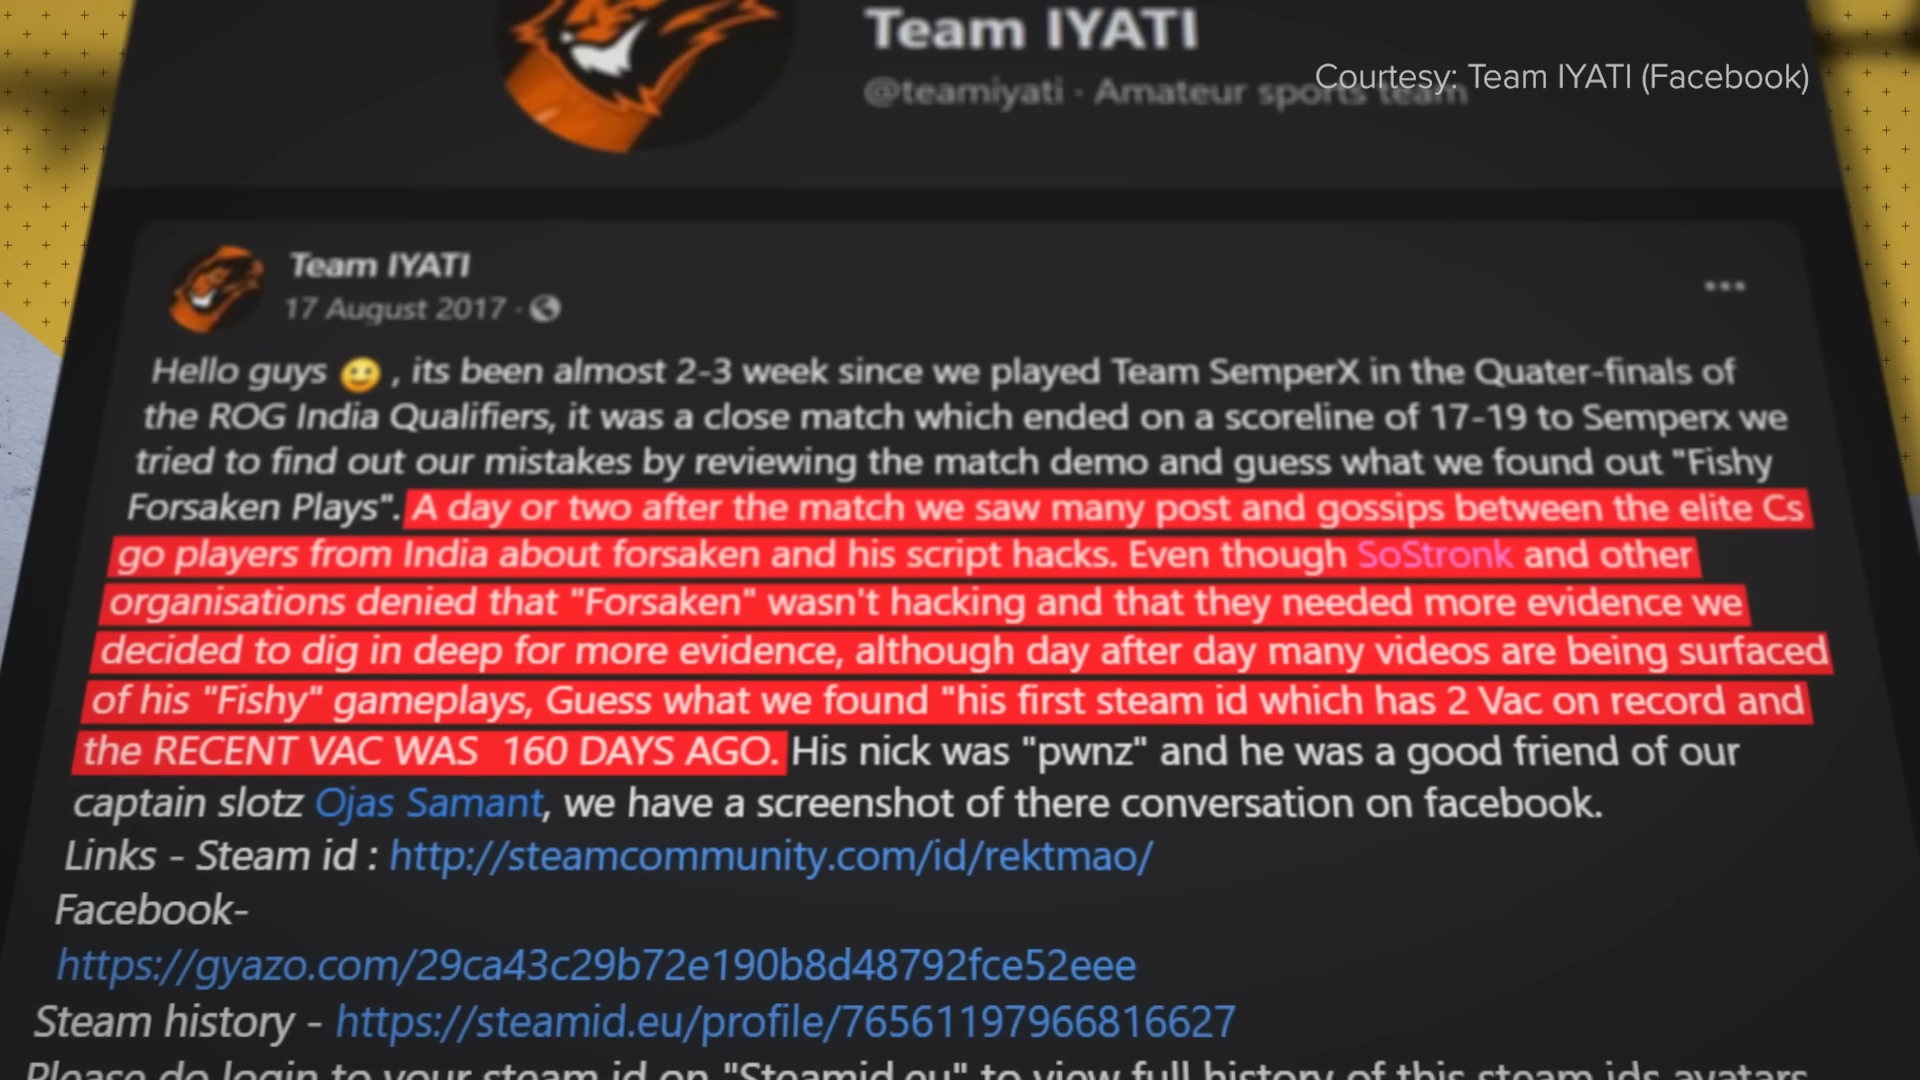 Team IYATI
@teamiyati · Amateur sports team
Courtesy: Team IYATI (Facebook)
Team IYATI
17 August 2017 ·
Hello guys 🙂 , its been almost 2-3 week since we played Team SemperX in the Quater-finals of
the ROG India Qualifiers, it was a close match which ended on a scoreline of 17-19 to Semperx we
tried to find out our mistakes by reviewing the match demo and guess what we found out "Fishy
Forsaken Plays". A day or two after the match we saw many post and gossips between the elite Cs
go players from India about forsaken and his script hacks. Even though SoStronk and other
organisations denied that "Forsaken" wasn't hacking and that they needed more evidence we
decided to dig in deep for more evidence, although day after day many videos are being surfaced
of his "Fishy" gameplays, Guess what we found "his first steam id which has 2 Vac on record and
the RECENT VAC WAS  160 DAYS AGO. His nick was "pwnz" and he was a good friend of our
captain slotz Ojas Samant, we have a screenshot of there conversation on facebook.
Links - Steam id : http://steamcommunity.com/id/rektmao/
Facebook-
https://gyazo.com/29ca43c29b72e190b8d48792fce52eee
Steam history - https://steamid.eu/profile/76561197966816627
Please do login to your steam id on "Steamid.eu" to view full history of this steam ids avatars